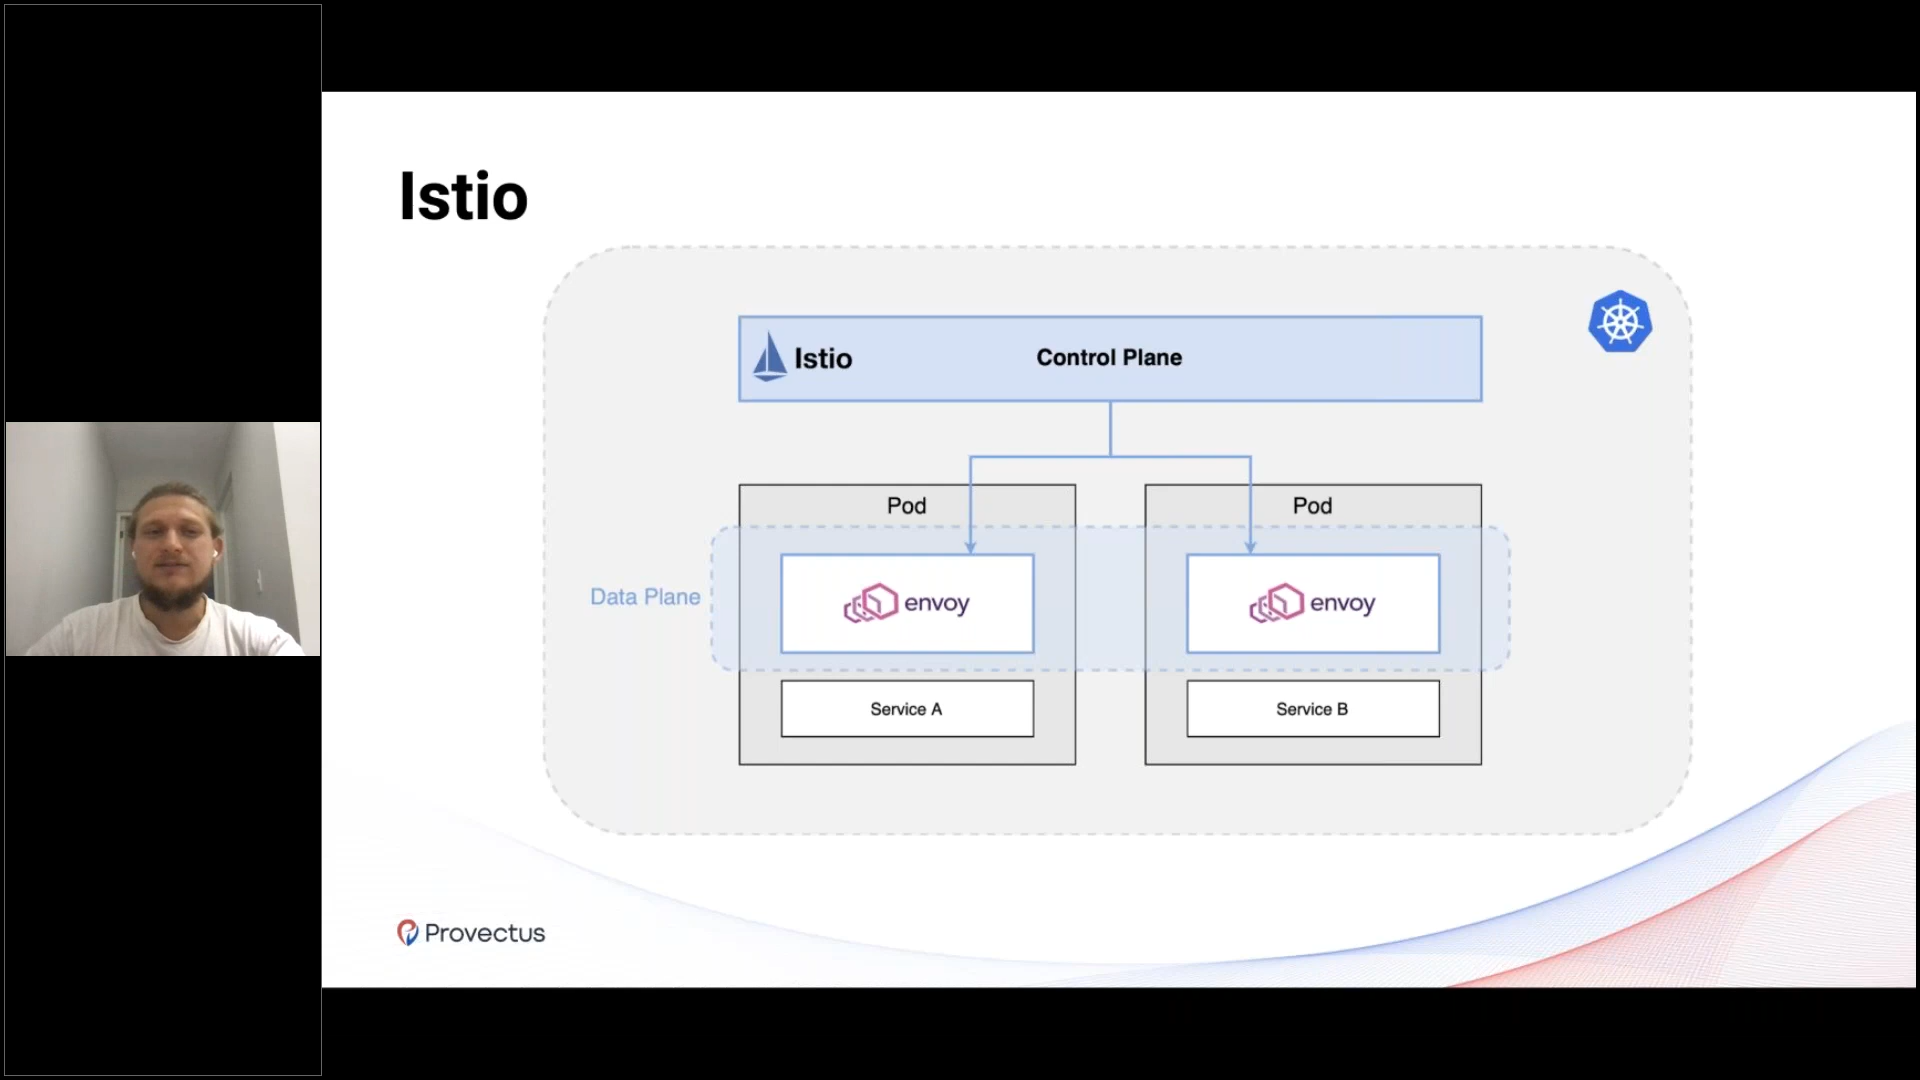 Istio
Istio
Control Plane
Pod
Pod
Data Plane
envoy
envoy
Service A
Service B
Provectus